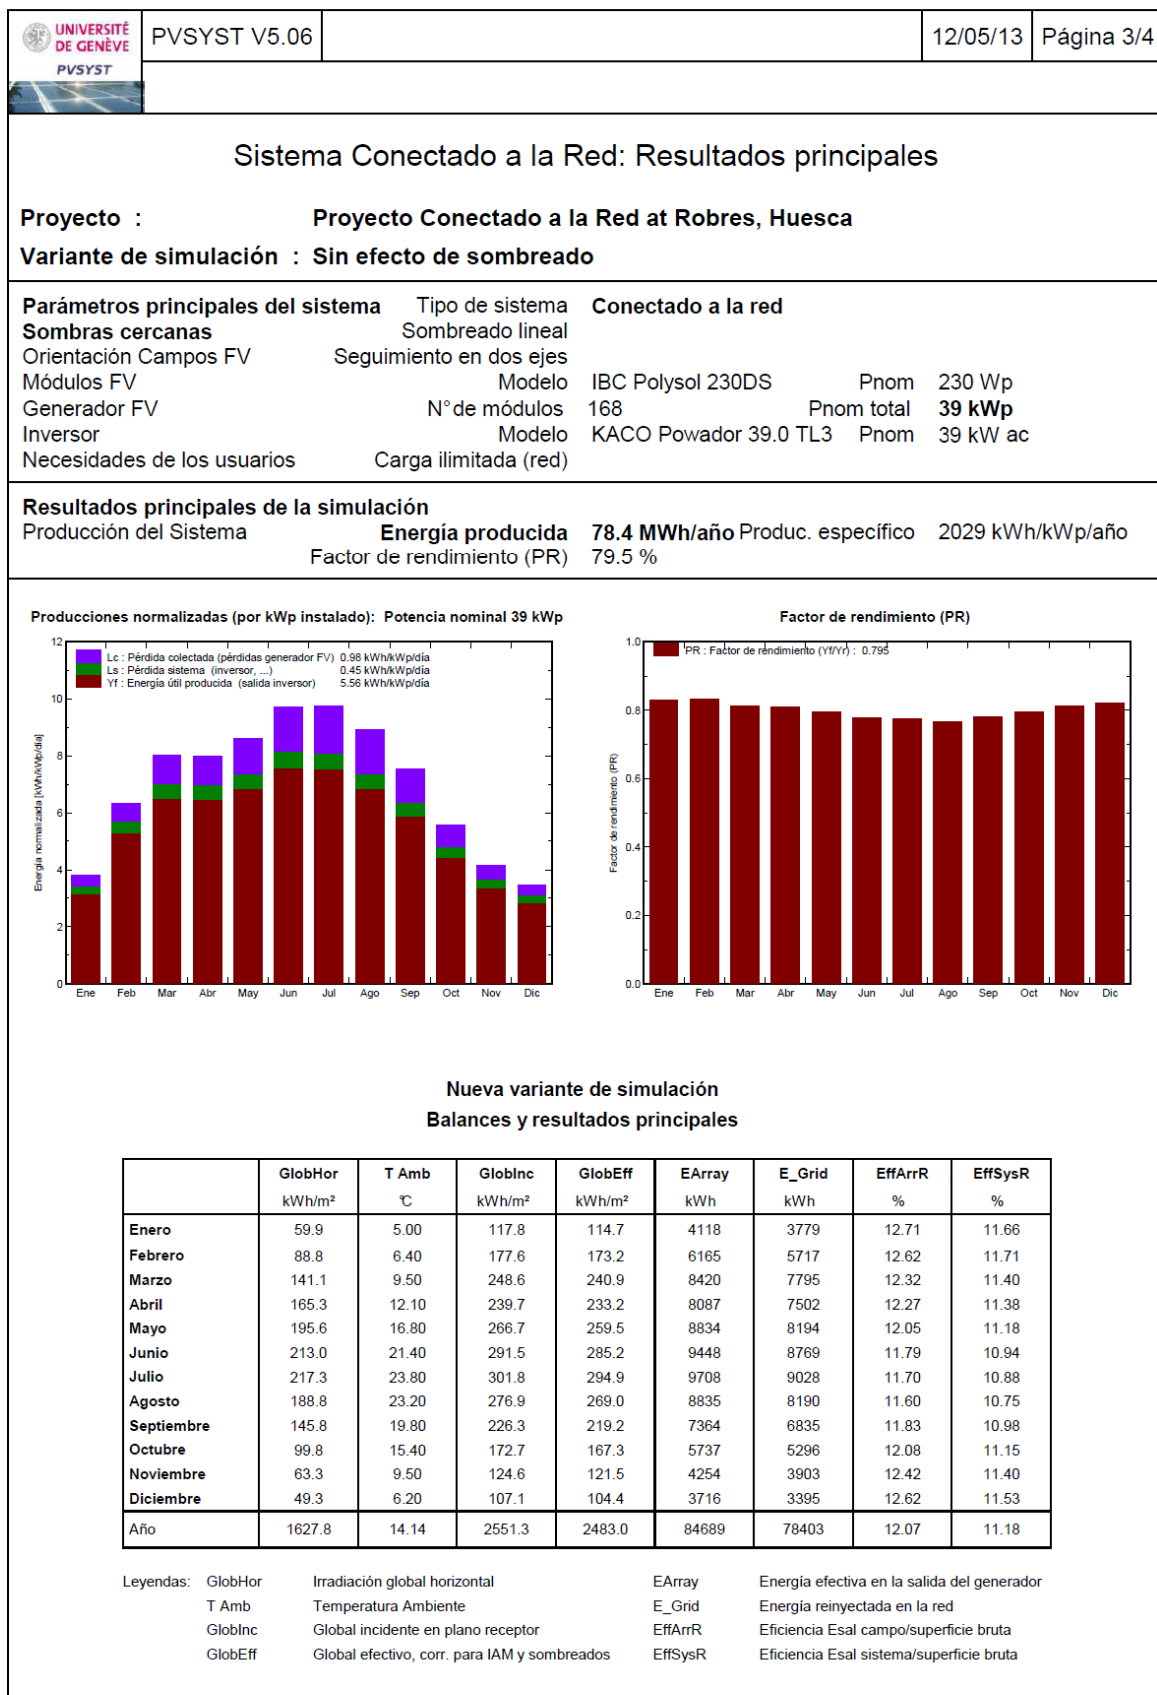 UNIVERSITÉ
DE GENÈVE
PVSYST
PVSYST V5.06 12/05/13 Página 3/4
Sistema Conectado a la Red: Resultados principales
Proyecto : Proyecto Conectado a la Red at Robres, Huesca
Variante de simulación : Sin efecto de sombreado
Parámetros principales del sistema Tipo de sistema Conectado a la red
Sombras cercanas Sombreado lineal
Orientación Campos FV Seguimiento en dos ejes
Módulos FV Modelo IBC Polysol 230DS Pnom 230 Wp
Generador FV N° de módulos 168 Pnom total 39 kWp
Inversor Modelo KACO Powador 39.0 TL3 Pnom 39 kW ac
Necesidades de los usuarios Carga ilimitada (red)
Resultados principales de la simulación
Producción del Sistema Energía producida 78.4 MWh/año Produc. específico 2029 kWh/kWp/año
Factor de rendimiento (PR) 79.5 %
Producciones normalizadas (por kWp instalado): Potencia nominal 39 kWp
Lc : Pérdida colectada (pérdidas generador FV) 0.98 kWh/kWp/día
Ls : Pérdida sistema (inversor, ...) 0.45 kWh/kWp/día
Yf : Energía útil producida (salida inversor) 5.56 kWh/kWp/día
Energía normalizada [kWh/kWp/día]
12
10
8
6
4
2
0
Ene Feb Mar Abr May Jun Jul Ago Sep Oct Nov Dic
Factor de rendimiento (PR)
PR : Factor de rendimiento (Yf/Yr) : 0.795
Factor de rendimiento (PR)
1.0
0.8
0.6
0.4
0.2
0.0
Ene Feb Mar Abr May Jun Jul Ago Sep Oct Nov Dic
Nueva variante de simulación
Balances y resultados principales
GlobHor T Amb GlobInc GlobEff EArray E_Grid EffArrR EffSysR
kWh/m² °C kWh/m² kWh/m² kWh kWh % %
Enero 59.9 5.00 117.8 114.7 4118 3779 12.71 11.66
Febrero 88.8 6.40 177.6 173.2 6165 5717 12.62 11.71
Marzo 141.1 9.50 248.6 240.9 8420 7795 12.32 11.40
Abril 165.3 12.10 239.7 233.2 8087 7502 12.27 11.38
Mayo 195.6 16.80 266.7 259.5 8834 8194 12.05 11.18
Junio 213.0 21.40 291.5 285.2 9448 8769 11.79 10.94
Julio 217.3 23.80 301.8 294.9 9708 9028 11.70 10.88
Agosto 188.8 23.20 276.9 269.0 8835 8190 11.60 10.75
Septiembre 145.8 19.80 226.3 219.2 7364 6835 11.83 10.98
Octubre 99.8 15.40 172.7 167.3 5737 5296 12.08 11.15
Noviembre 63.3 9.50 124.6 121.5 4254 3903 12.42 11.40
Diciembre 49.3 6.20 107.1 104.4 3716 3395 12.62 11.53
Año 1627.8 14.14 2551.3 2483.0 84689 78403 12.07 11.18
Leyendas: GlobHor Irradiación global horizontal EArray Energía efectiva en la salida del generador
T Amb Temperatura Ambiente E_Grid Energía reinyectada en la red
GlobInc Global incidente en plano receptor EffArrR Eficiencia Esal campo/superficie bruta
GlobEff Global efectivo, corr. para IAM y sombreados EffSysR Eficiencia Esal sistema/superficie bruta